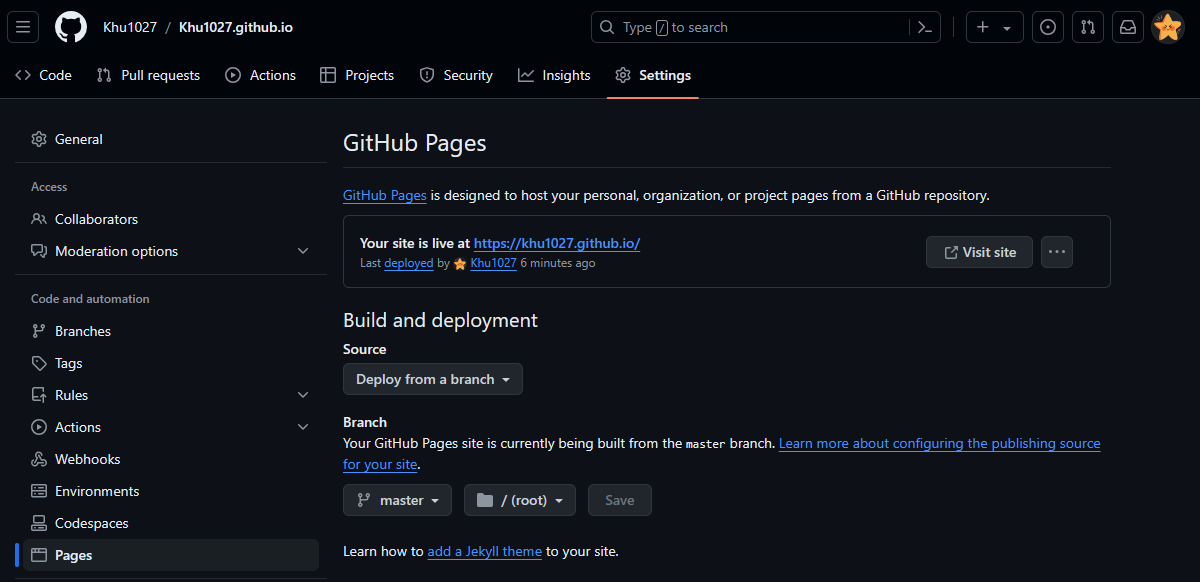 Khu1027 / Khu1027.github.io
Type / to search
Code
Pull requests
Actions
Projects
Security
Insights
Settings
General
Access
Collaborators
Moderation options
Code and automation
Branches
Tags
Rules
Actions
Webhooks
Environments
Codespaces
Pages
GitHub Pages
GitHub Pages is designed to host your personal, organization, or project pages from a GitHub repository.
Your site is live at https://khu1027.github.io/
Last deployed by Khu1027 6 minutes ago
Visit site
Build and deployment
Source
Deploy from a branch
Branch
Your GitHub Pages site is currently being built from the master branch. Learn more about configuring the publishing source
for your site.
master
/ (root)
Save
Learn how to add a Jekyll theme to your site.